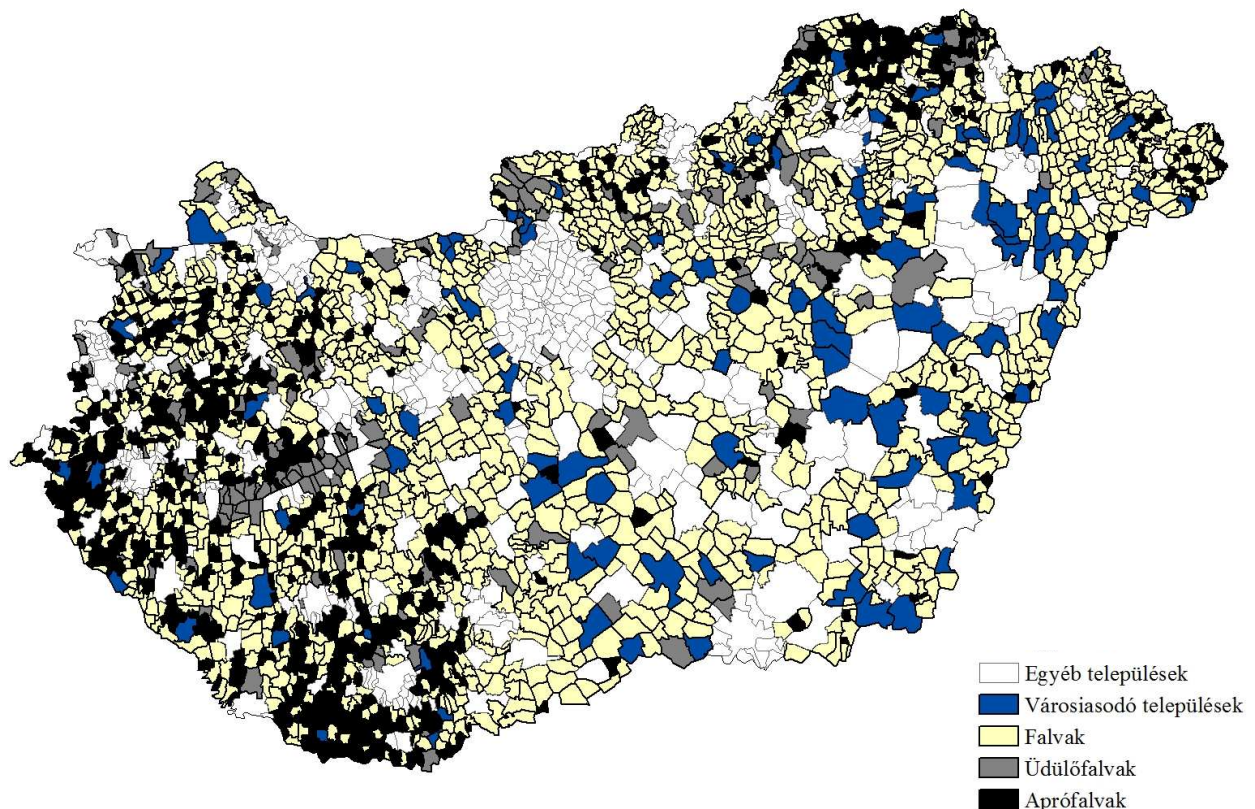 Egyéb települések
Városiasodó települések
Falvak
Üdülőfalvak
Aprófalvak